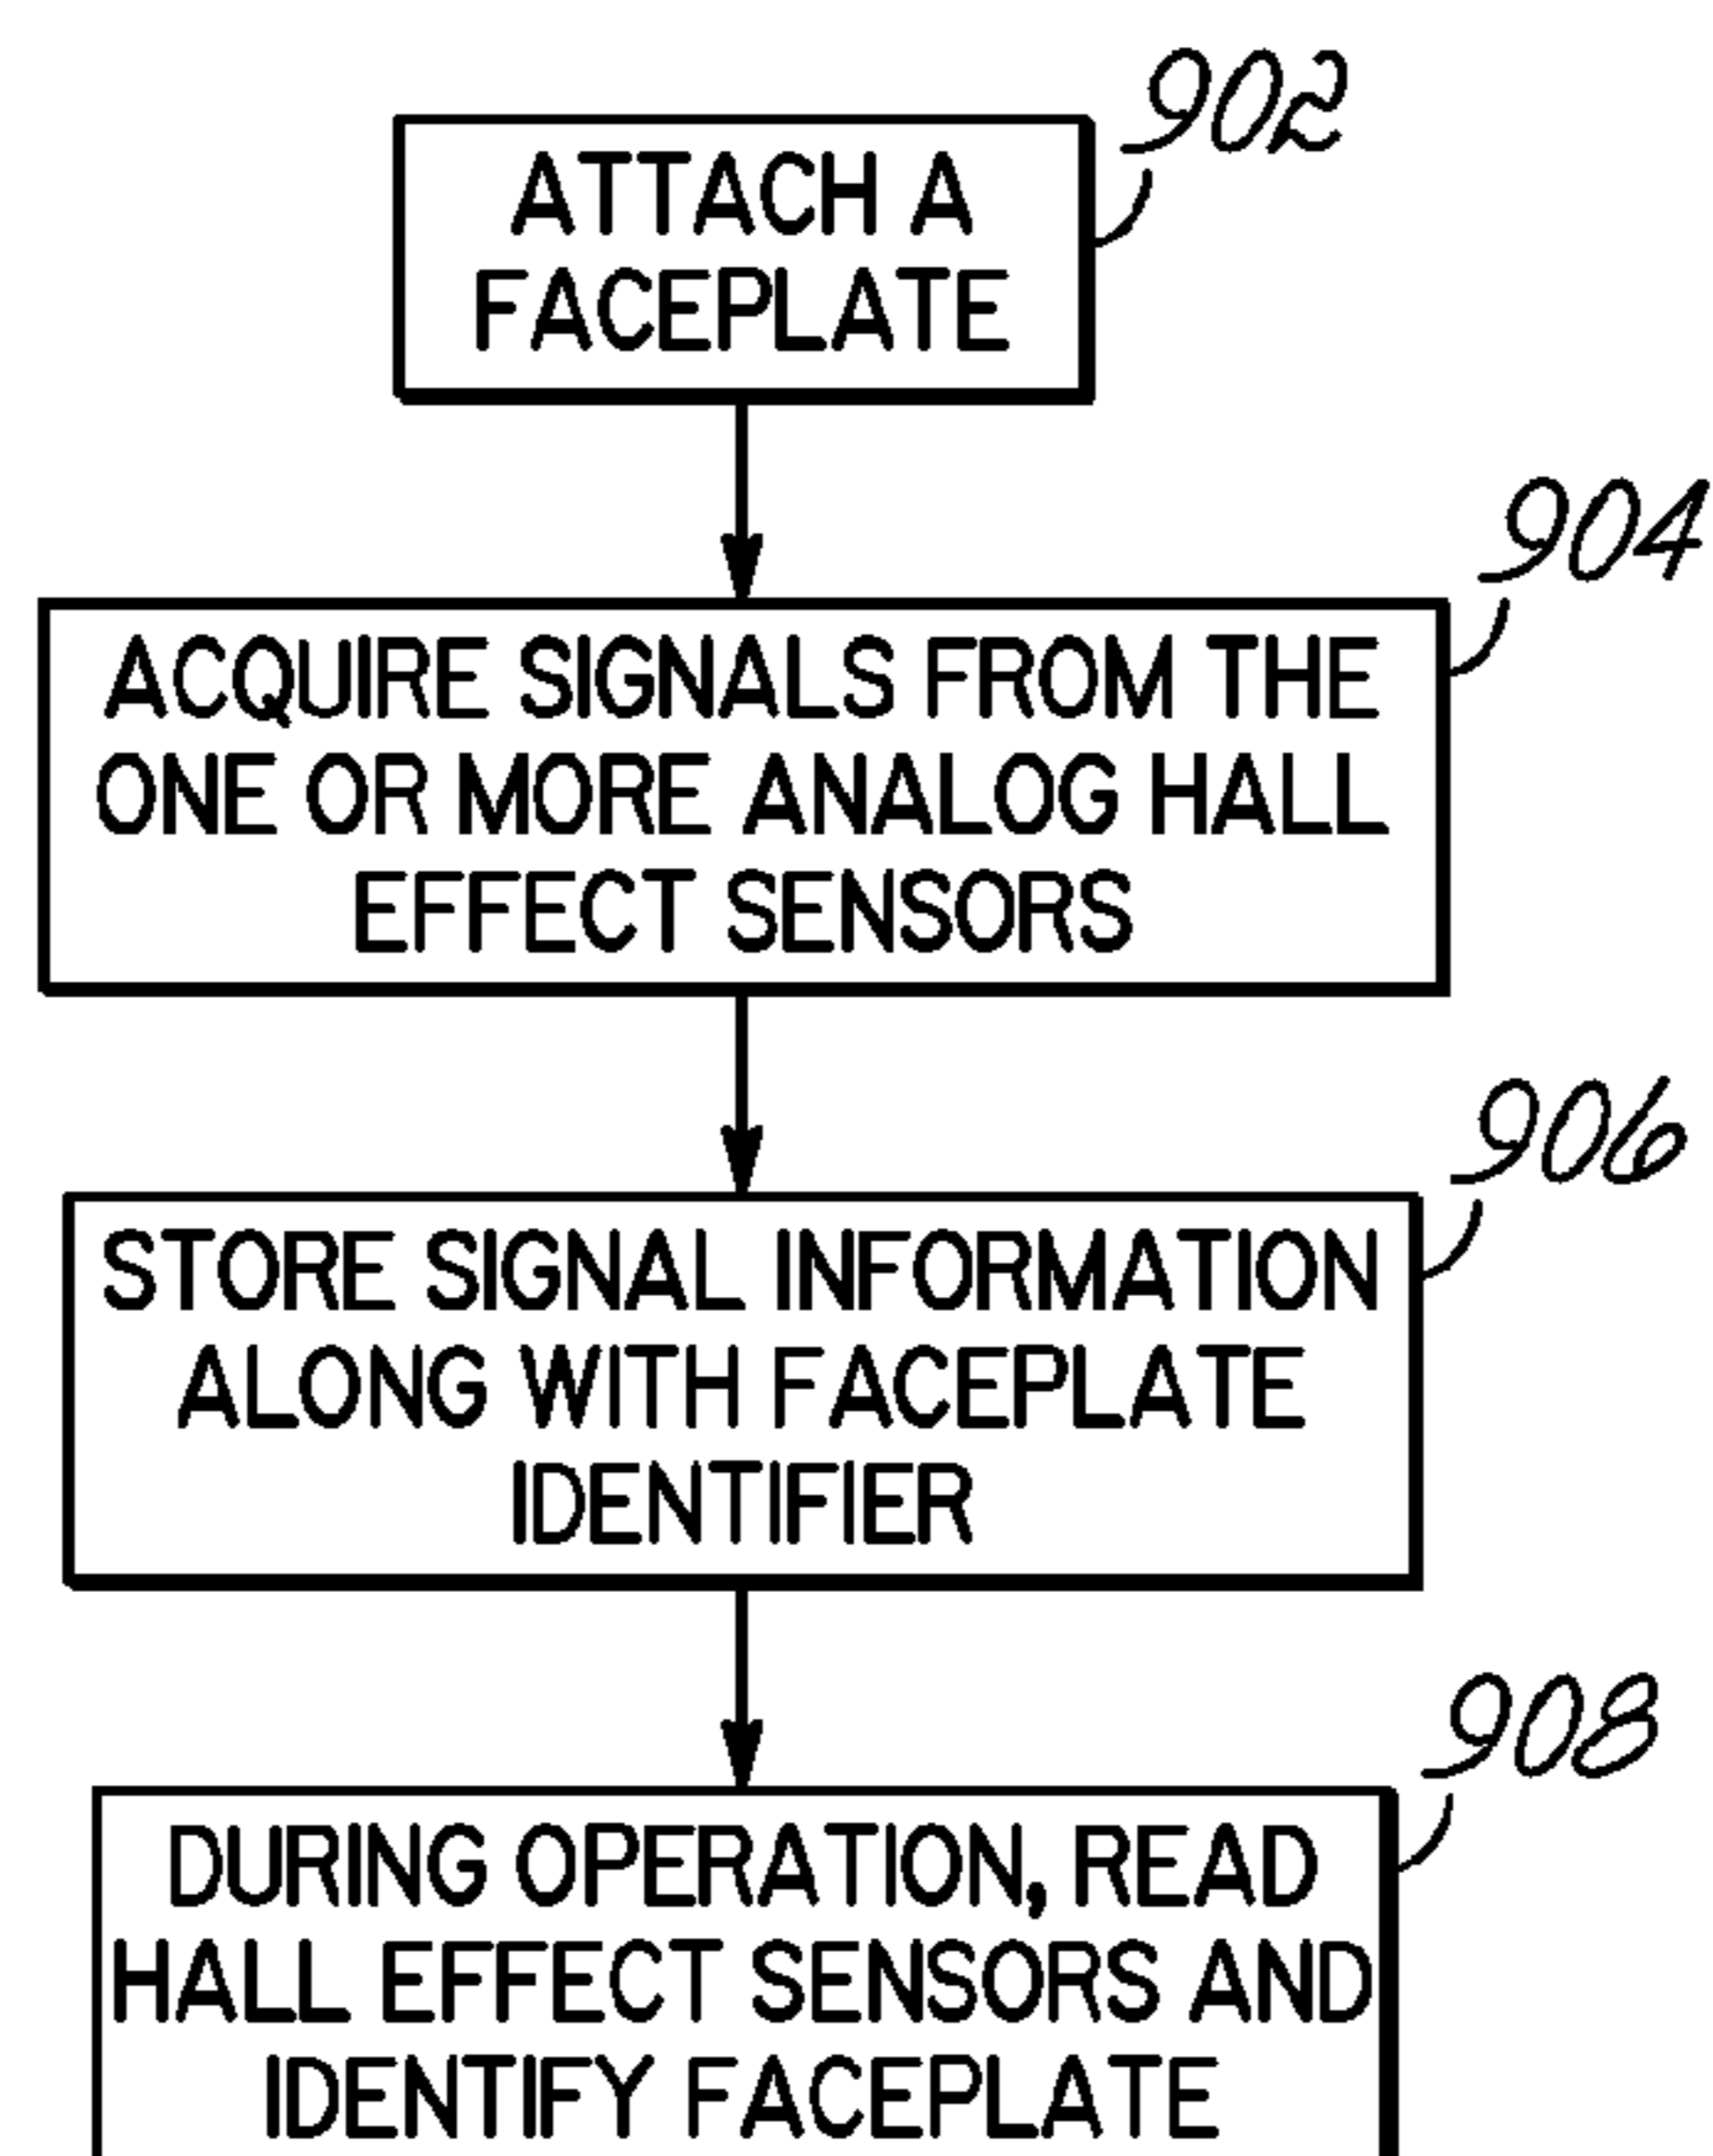 902
ATTACH A
FACEPLATE
904
ACQUIRE SIGNALS FROM THE
ONE OR MORE ANALOG HALL
EFFECT SENSORS
906
STORE SIGNAL INFORMATION
ALONG WITH FACEPLATE
IDENTIFIER
908
DURING OPERATION, READ
HALL EFFECT SENSORS AND
IDENTIFY FACEPLATE